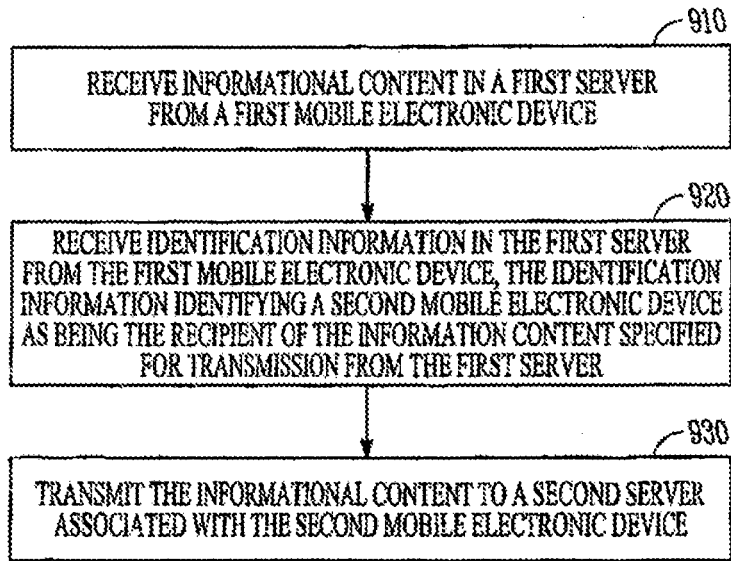 910
RECEIVE INFORMATIONAL CONTENT IN A FIRST SERVER
FROM A FIRST MOBILE ELECTRONIC DEVICE
920
RECEIVE IDENTIFICATION INFORMATION IN THE FIRST SERVER
FROM THE FIRST MOBILE ELECTRONIC DEVICE, THE IDENTIFICATION
INFORMATION IDENTIFYING A SECOND MOBILE ELECTRONIC DEVICE
AS BEING THE RECIPIENT OF THE INFORMATION CONTENT SPECIFIED
FOR TRANSMISSION FROM THE FIRST SERVER
930
TRANSMIT THE INFORMATIONAL CONTENT TO A SECOND SERVER
ASSOCIATED WITH THE SECOND MOBILE ELECTRONIC DEVICE